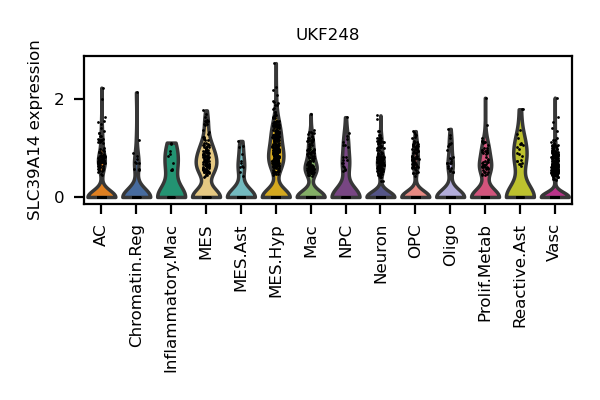 UKF248
SLC39A14 expression
2
0
AC
Chromatin.Reg
Inflammatory.Mac
MES
MES.Ast
MES.Hyp
Mac
NPC
Neuron
OPC
Oligo
Prolif.Metab
Reactive.Ast
Vasc